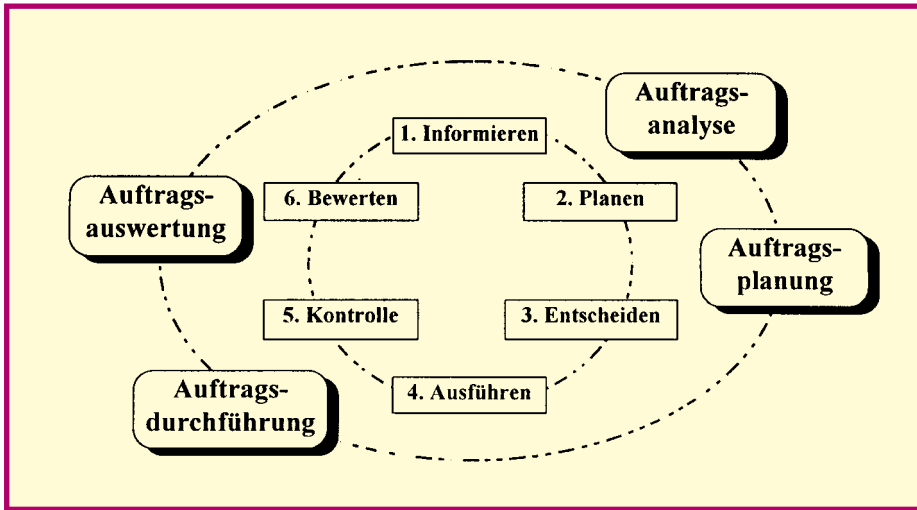 Auftrags-
analyse
1. Informieren
6. Bewerten
2. Planen
Auftrags-
auswertung
Auftrags-
planung
5. Kontrolle
3. Entscheiden
4. Ausführen
Auftrags-
durchführung